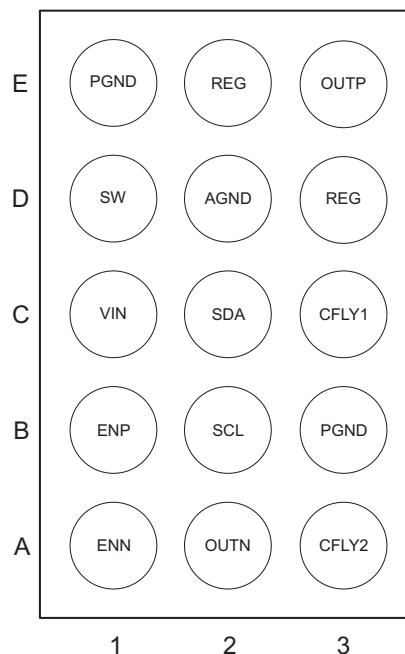 E PGND REG OUTP
D SW AGND REG
C VIN SDA CFLY1
B ENP SCL PGND
A ENN OUTN CFLY2
1 2 3